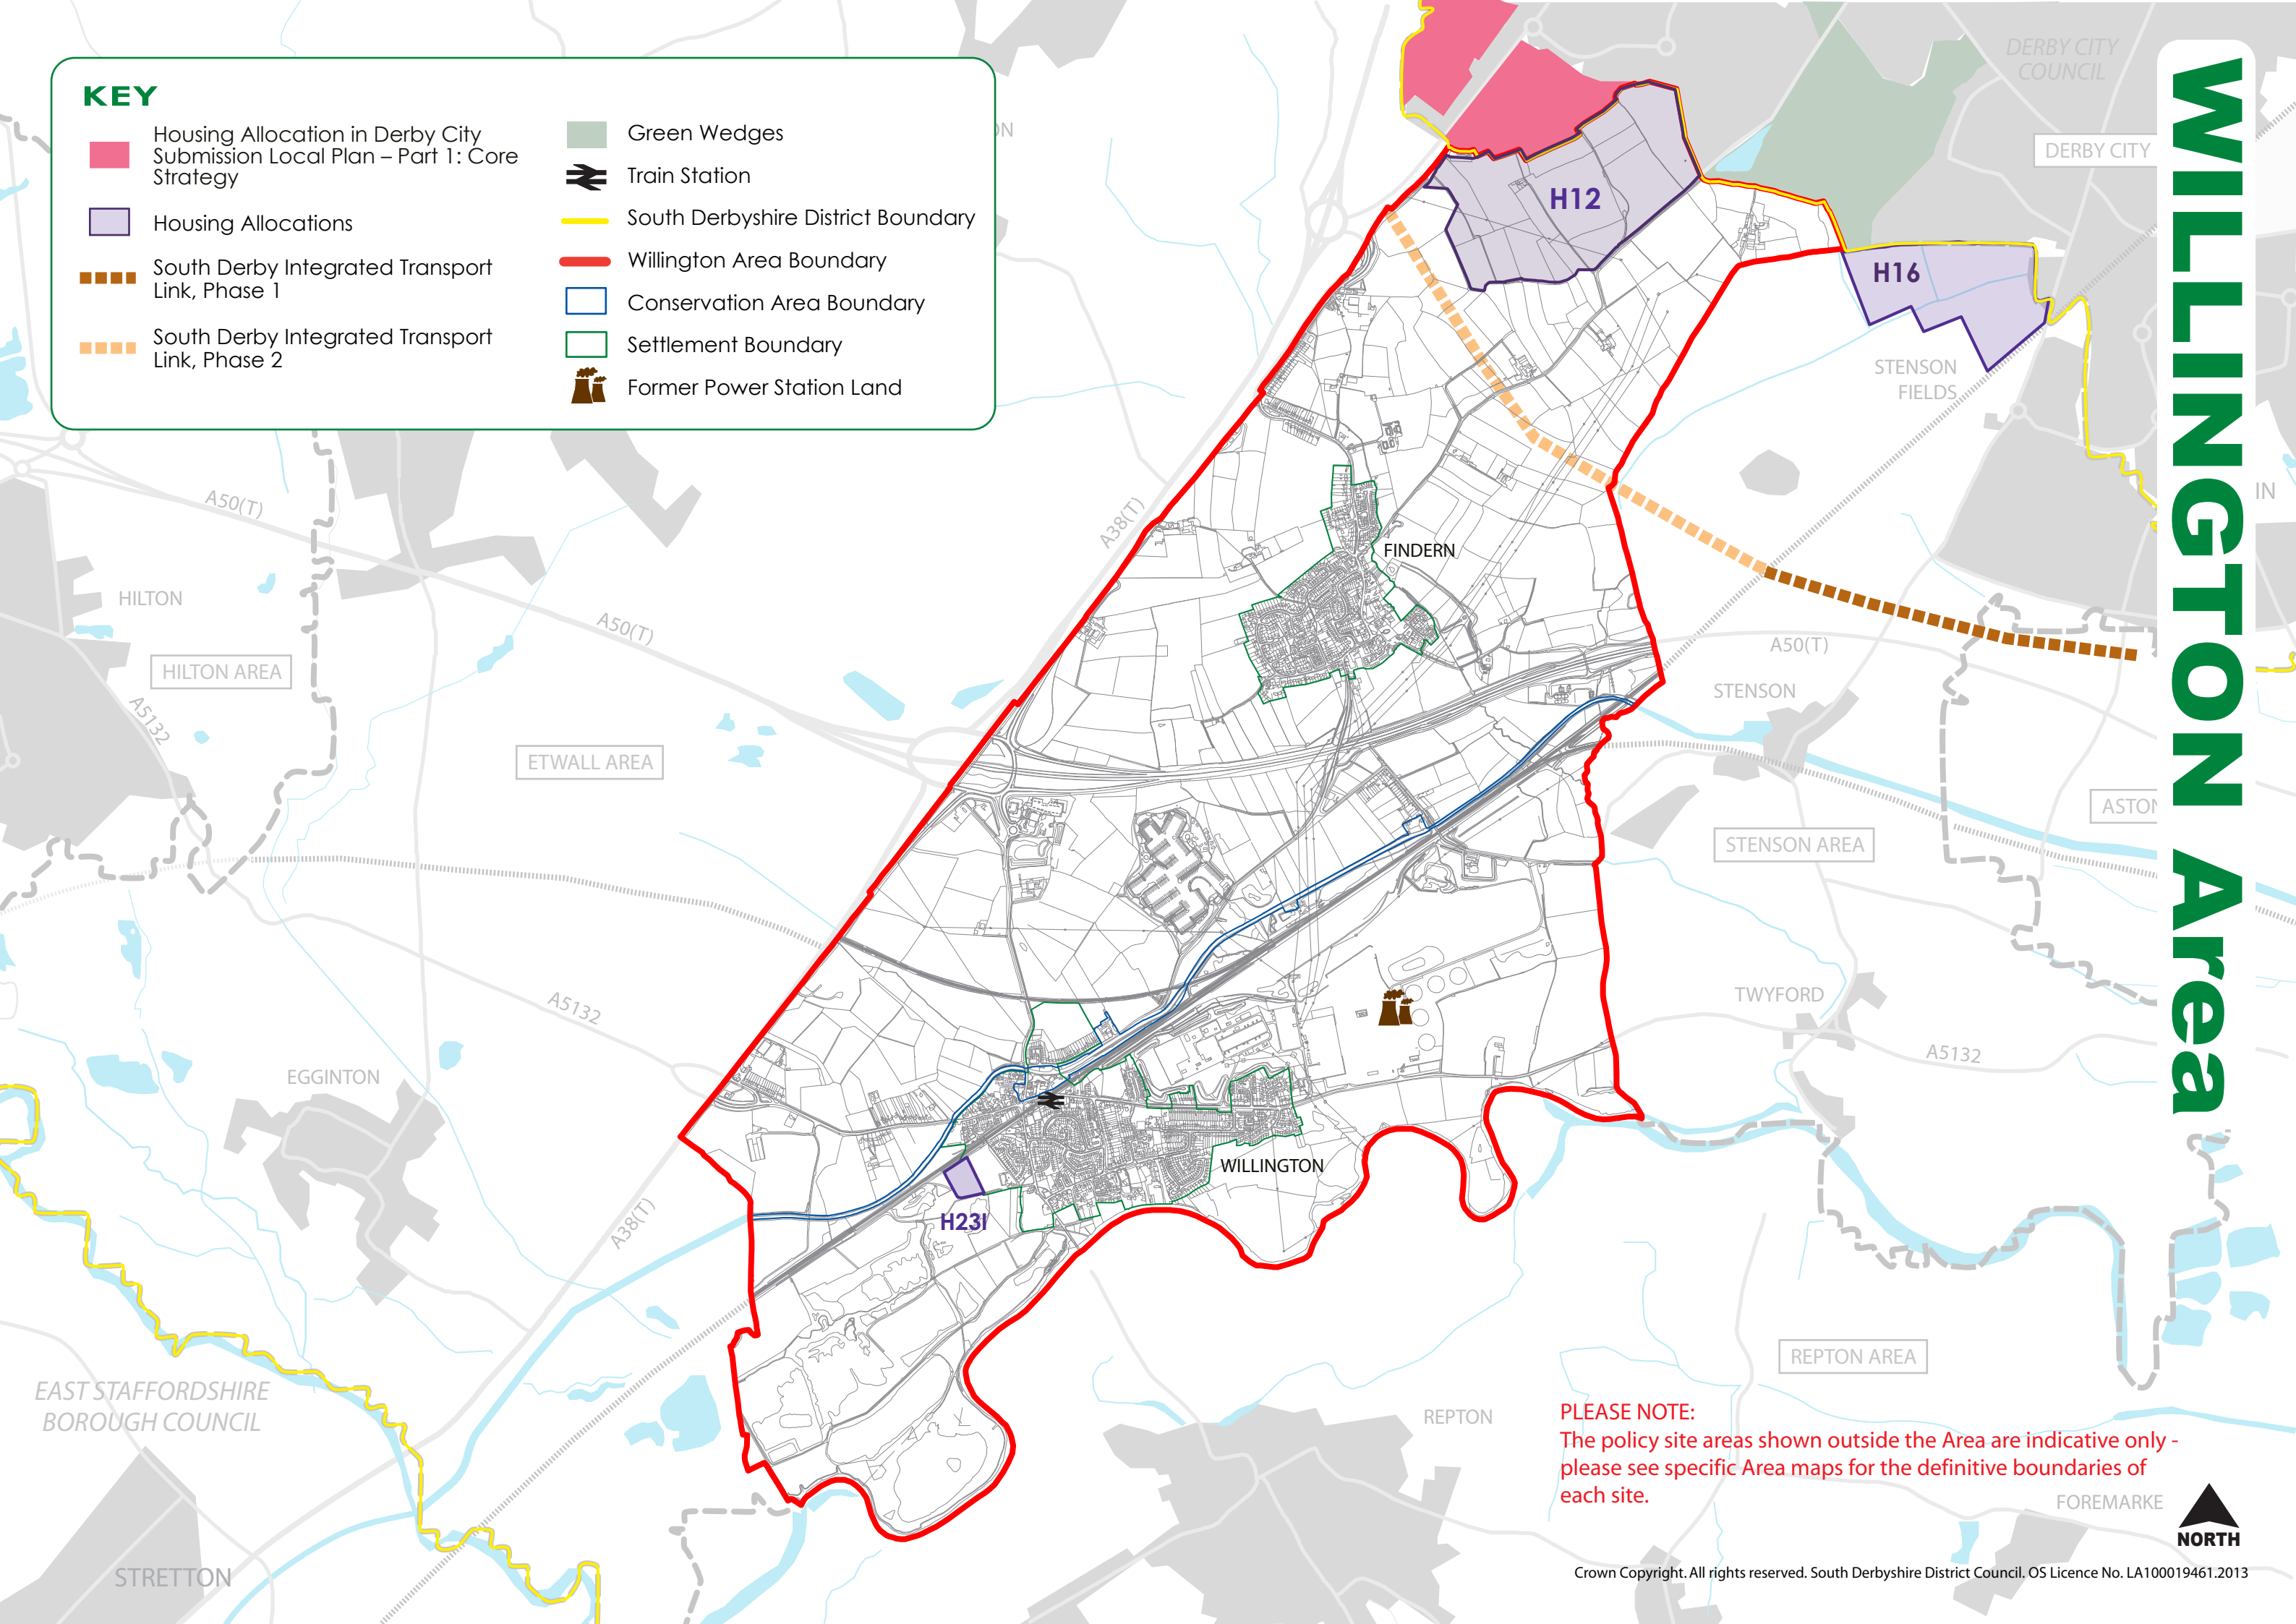 KEY
Housing Allocation in Derby City
Submission Local Plan – Part 1: Core
Strategy
Housing Allocations
South Derby Integrated Transport
Link, Phase 1
South Derby Integrated Transport
Link, Phase 2
Green Wedges
Train Station
South Derbyshire District Boundary
Willington Area Boundary
Conservation Area Boundary
Settlement Boundary
Former Power Station Land
WILLINGTON Area
DERBY CITY
COUNCIL
DERBY CITY
ON
H12
H16
STENSON
FIELDS
IN
A50(T)
A38(T)
FINDERN
HILTON
A50(T)
A50(T)
HILTON AREA
A5132
STENSON
ETWALL AREA
ASTON
STENSON AREA
TWYFORD
A5132
A5132
EGGINTON
WILLINGTON
H23I
A38(T)
REPTON AREA
EAST STAFFORDSHIRE
BOROUGH COUNCIL
REPTON
PLEASE NOTE:
The policy site areas shown outside the Area are indicative only -
please see specific Area maps for the definitive boundaries of
each site.
FOREMARKE
NORTH
STRETTON
Crown Copyright. All rights reserved. South Derbyshire District Council. OS Licence No. LA100019461.2013